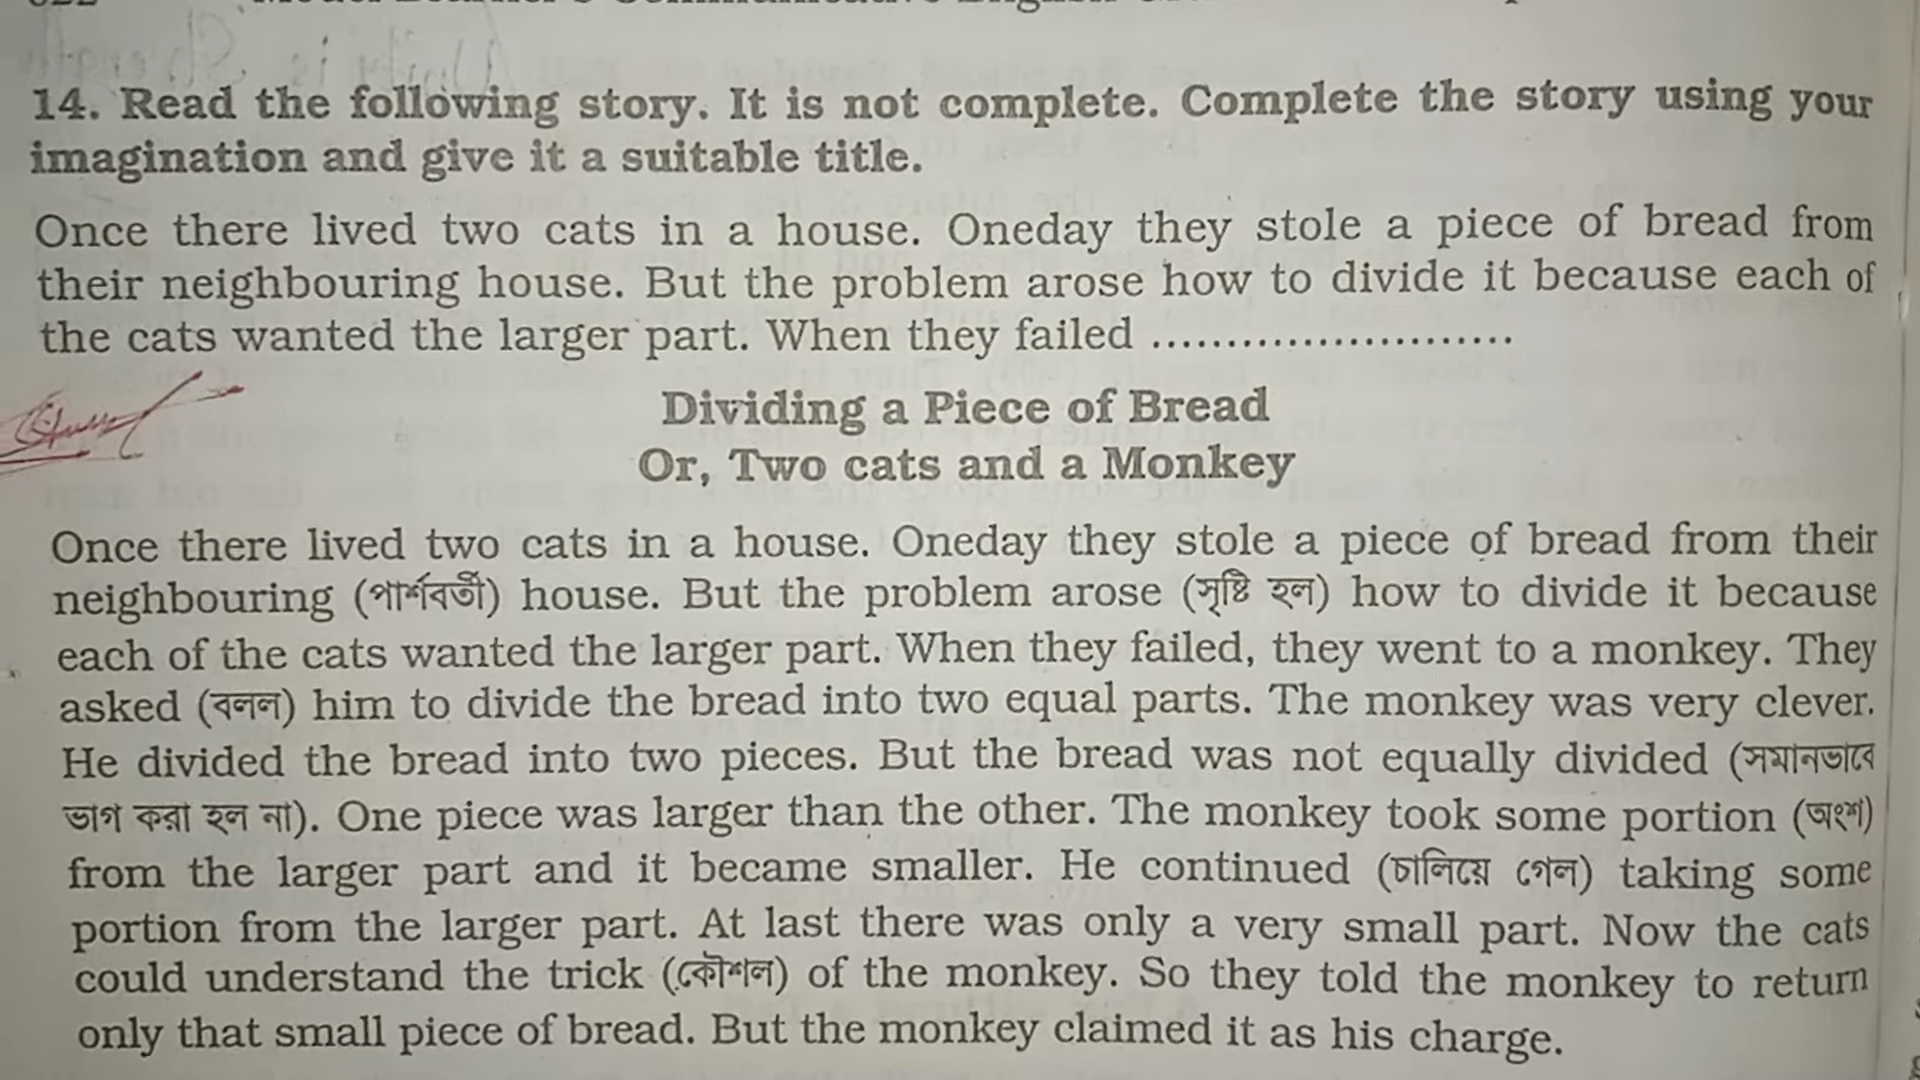 14. Read the following story. It is not complete. Complete the story using your
imagination and give it a suitable title.
Once there lived two cats in a house. Oneday they stole a piece of bread from
their neighbouring house. But the problem arose how to divide it because each of
the cats wanted the larger part. When they failed ........................
Dividing a Piece of Bread
Or, Two cats and a Monkey
Once there lived two cats in a house. Oneday they stole a piece of bread from their
neighbouring (পার্শবর্তী) house. But the problem arose (সৃষ্টি হল) how to divide it because
each of the cats wanted the larger part. When they failed, they went to a monkey. They
asked (বলল) him to divide the bread into two equal parts. The monkey was very clever.
He divided the bread into two pieces. But the bread was not equally divided (সমানভাবে
ভাগ করা হল না). One piece was larger than the other. The monkey took some portion (অংশ)
from the larger part and it became smaller. He continued (চালিয়ে গেল) taking some
portion from the larger part. At last there was only a very small part. Now the cats
could understand the trick (কৌশল) of the monkey. So they told the monkey to return
only that small piece of bread. But the monkey claimed it as his charge.